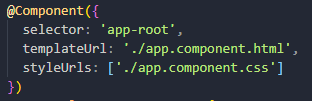 @Component({
  selector: 'app-root',
  templateUrl: './app.component.html',
  styleUrls: ['./app.component.css']
})